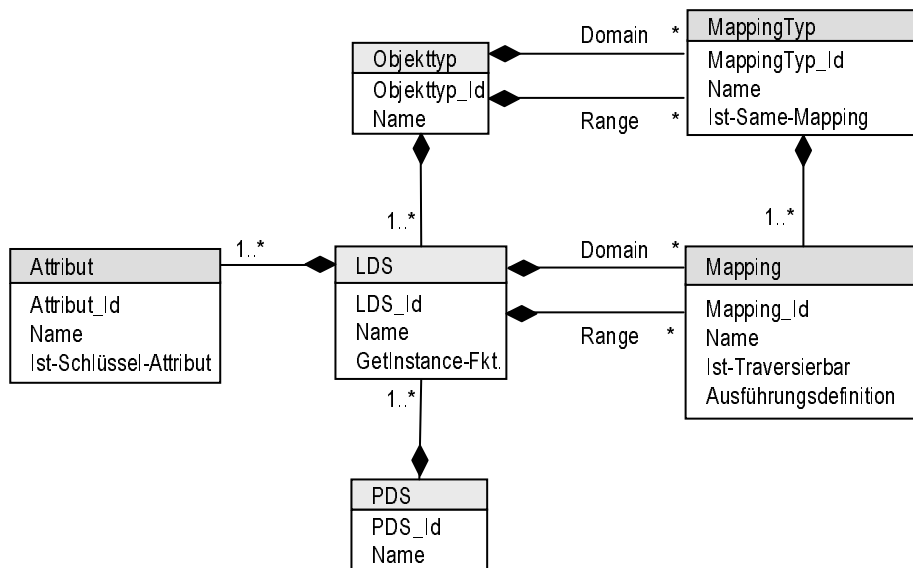 Objekttyp
Objekttyp_Id
Name
Domain *
Range *
MappingTyp
MappingTyp_Id
Name
Ist-Same-Mapping
1..*
1..*
1..*
Attribut
Attribut_Id
Name
Ist-Schlüssel-Attribut
LDS
LDS_Id
Name
GetInstance-Fkt.
Domain *
Range *
Mapping
Mapping_Id
Name
Ist-Traversierbar
Ausführungsdefinition
1..*
PDS
PDS_Id
Name